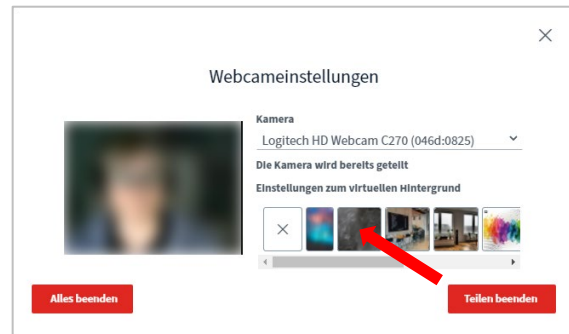 Webcameinstellungen
Kamera
Logitech HD Webcam C270 (046d:0825)
Die Kamera wird bereits geteilt
Einstellungen zum virtuellen Hintergrund
Alles beenden
Teilen beenden